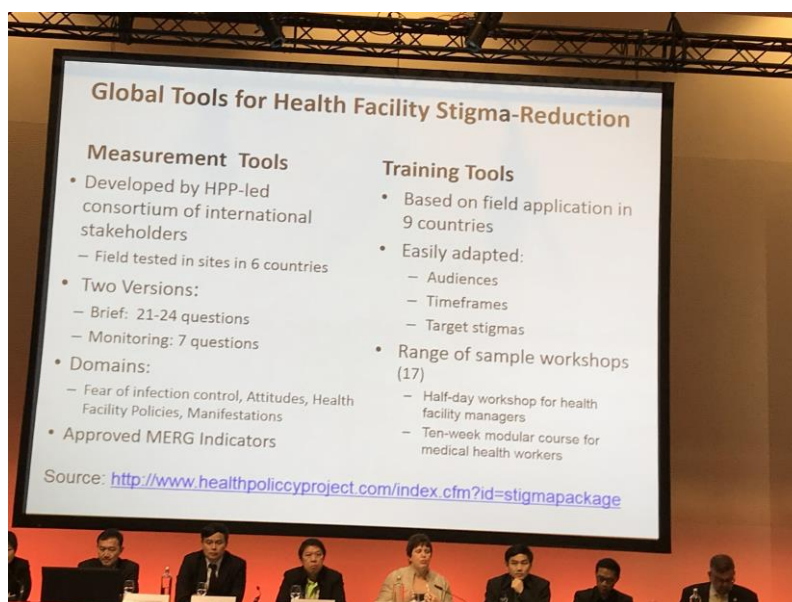 Global Tools for Health Facility Stigma-Reduction
Measurement Tools
• Developed by HPP-led
consortium of international
stakeholders
– Field tested in sites in 6 countries
• Two Versions:
– Brief: 21-24 questions
– Monitoring: 7 questions
• Domains:
– Fear of infection control, Attitudes, Health
Facility Policies, Manifestations
• Approved MERG Indicators
Training Tools
• Based on field application in
9 countries
• Easily adapted:
– Audiences
– Timeframes
– Target stigmas
• Range of sample workshops
(17)
– Half-day workshop for health
facility managers
– Ten-week modular course for
medical health workers
Source: http://www.healthpoliccyproject.com/index.cfm?id=stigmapackage